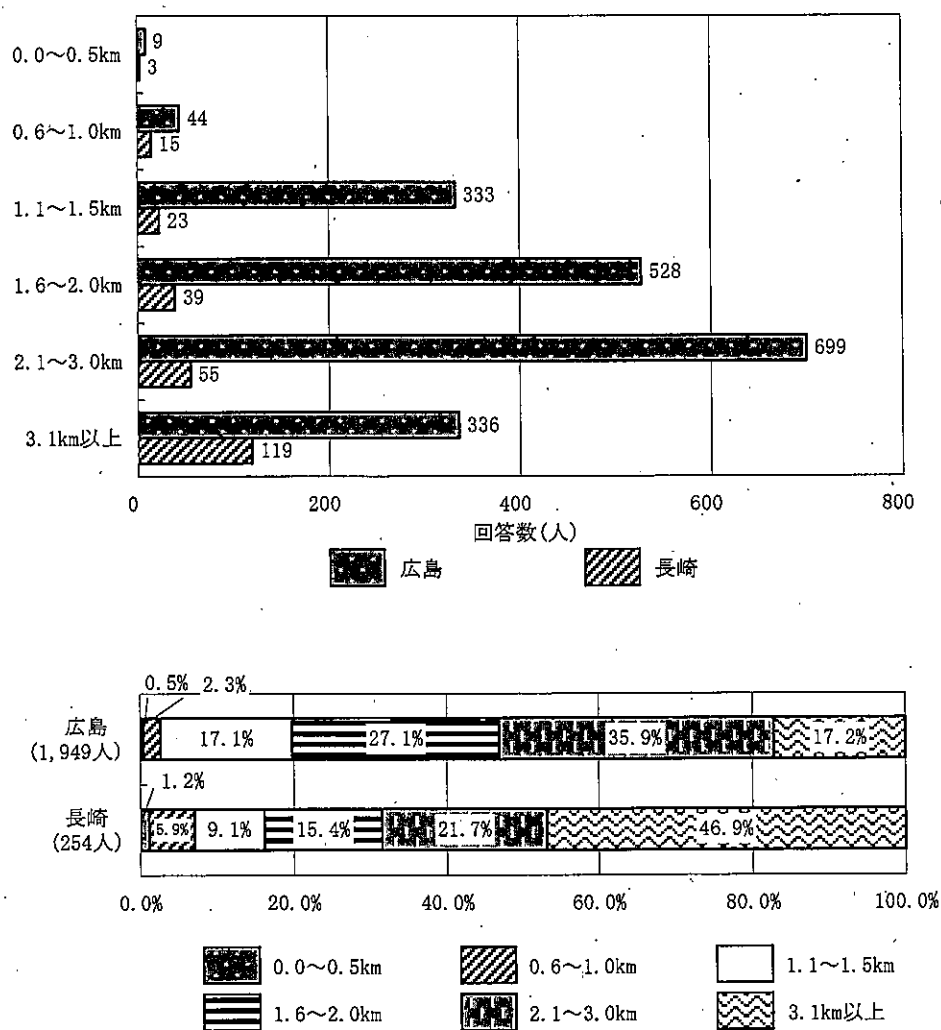 0.0～0.5km
9
3
0.6～1.0km
44
15
1.1～1.5km
333
23
1.6～2.0km
528
39
2.1～3.0km
699
55
3.1km以上
336
119
0 200 400 600 800
回答数(人)
広島 長崎
0.5% 2.3%
広島
(1,949人)
17.1% 27.1% 35.9% 17.2%
1.2%
長崎
(254人)
5.9% 9.1% 15.4% 21.7% 46.9%
0.0% 20.0% 40.0% 60.0% 80.0% 100.0%
0.0～0.5km 0.6～1.0km 1.1～1.5km
1.6～2.0km 2.1～3.0km 3.1km以上